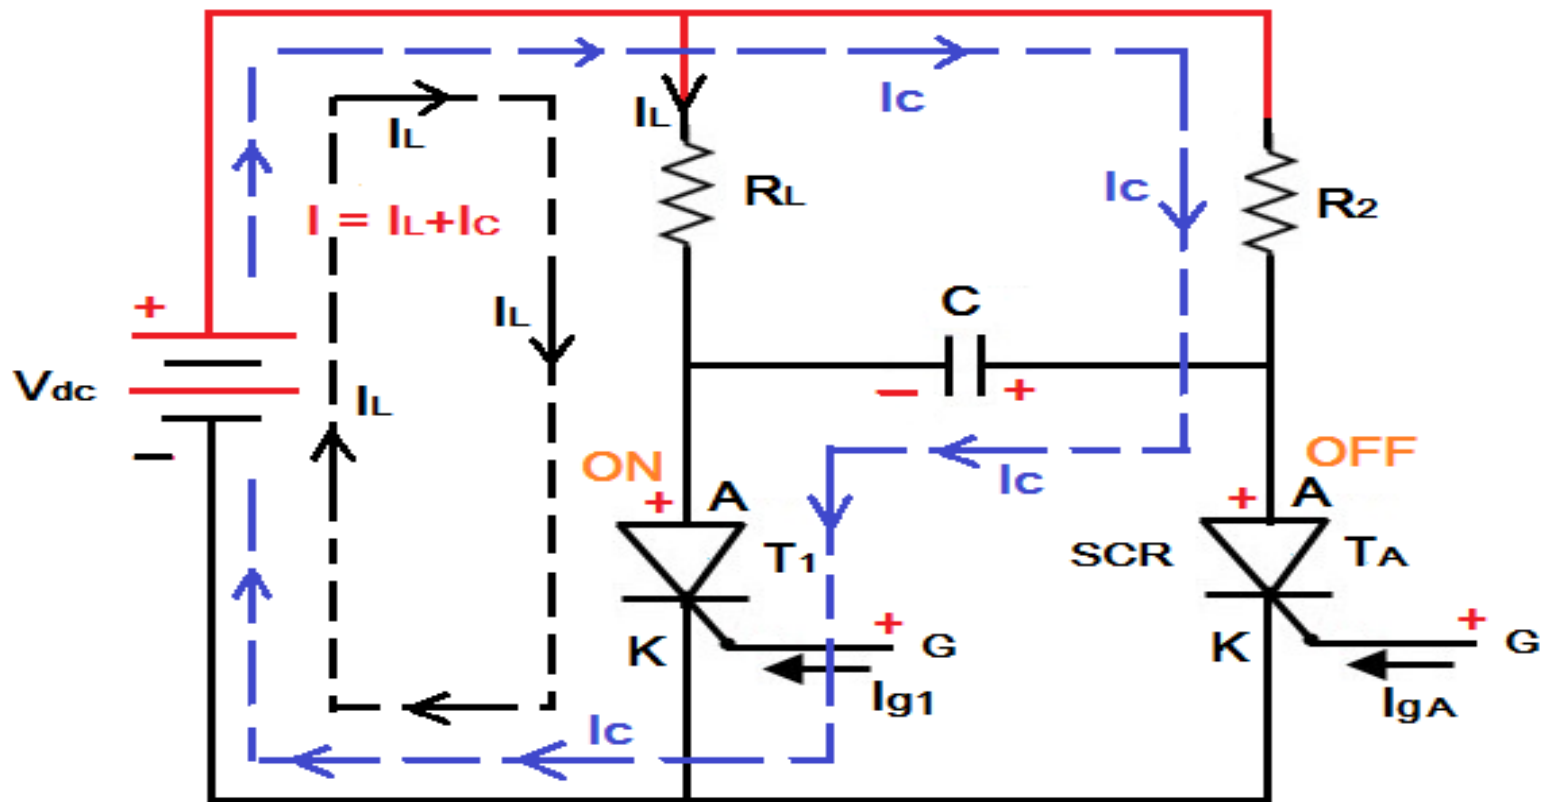 Ic
IL
IL
IL
Ic
RL
R2
I = IL+IC
+
C
IL
Vdc
IL
−
+
−
Ic
ON
OFF
+
A
+
A
T1
SCR
TA
+
G
+
G
K
K
Ig1
IgA
Ic